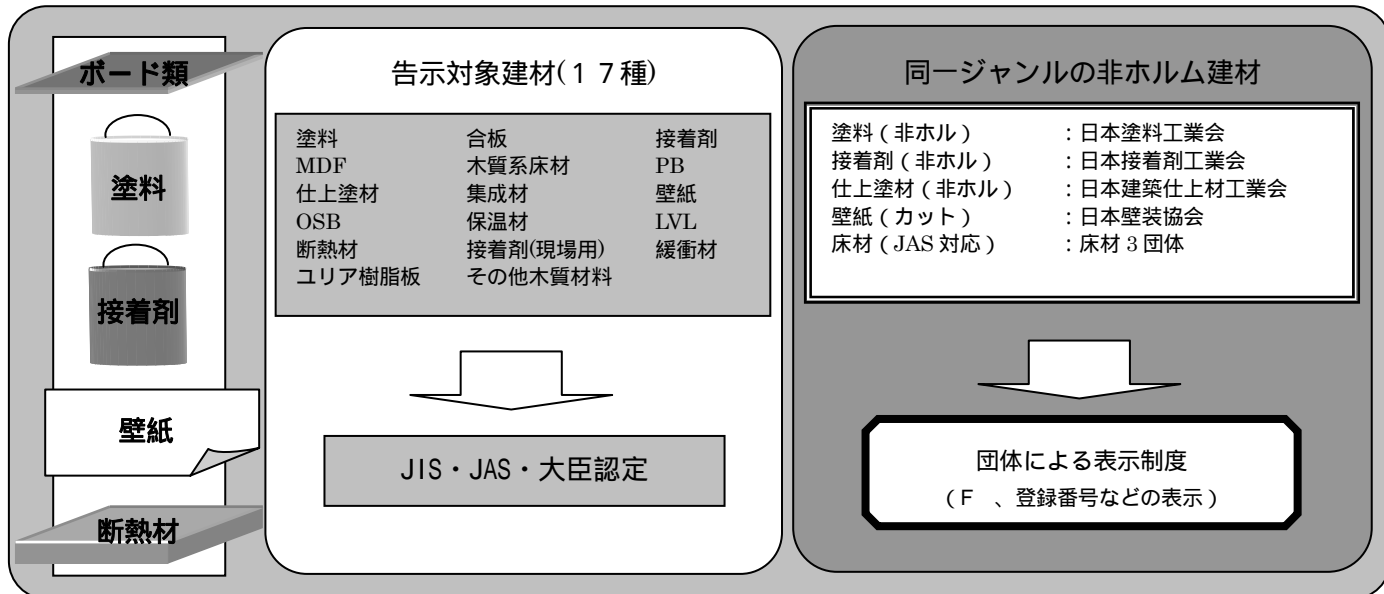 ボード類
塗料
接着剤
壁紙
断熱材
告示対象建材(１７種)
塗料 合板 接着剤
MDF 木質系床材 PB
仕上塗材 集成材 壁紙
OSB 保温材 LVL
断熱材 接着剤(現場用) 緩衝材
ユリア樹脂板 その他木質材料
JIS・JAS・大臣認定
同一ジャンルの非ホルム建材
塗料（非ホル）：日本塗料工業会
接着剤（非ホル）：日本接着剤工業会
仕上塗材（非ホル）：日本建築仕上材工業会
壁紙（カット）：日本壁装協会
床材（JAS 対応）：床材 3 団体
団体による表示制度
（Ｆ　、登録番号などの表示）